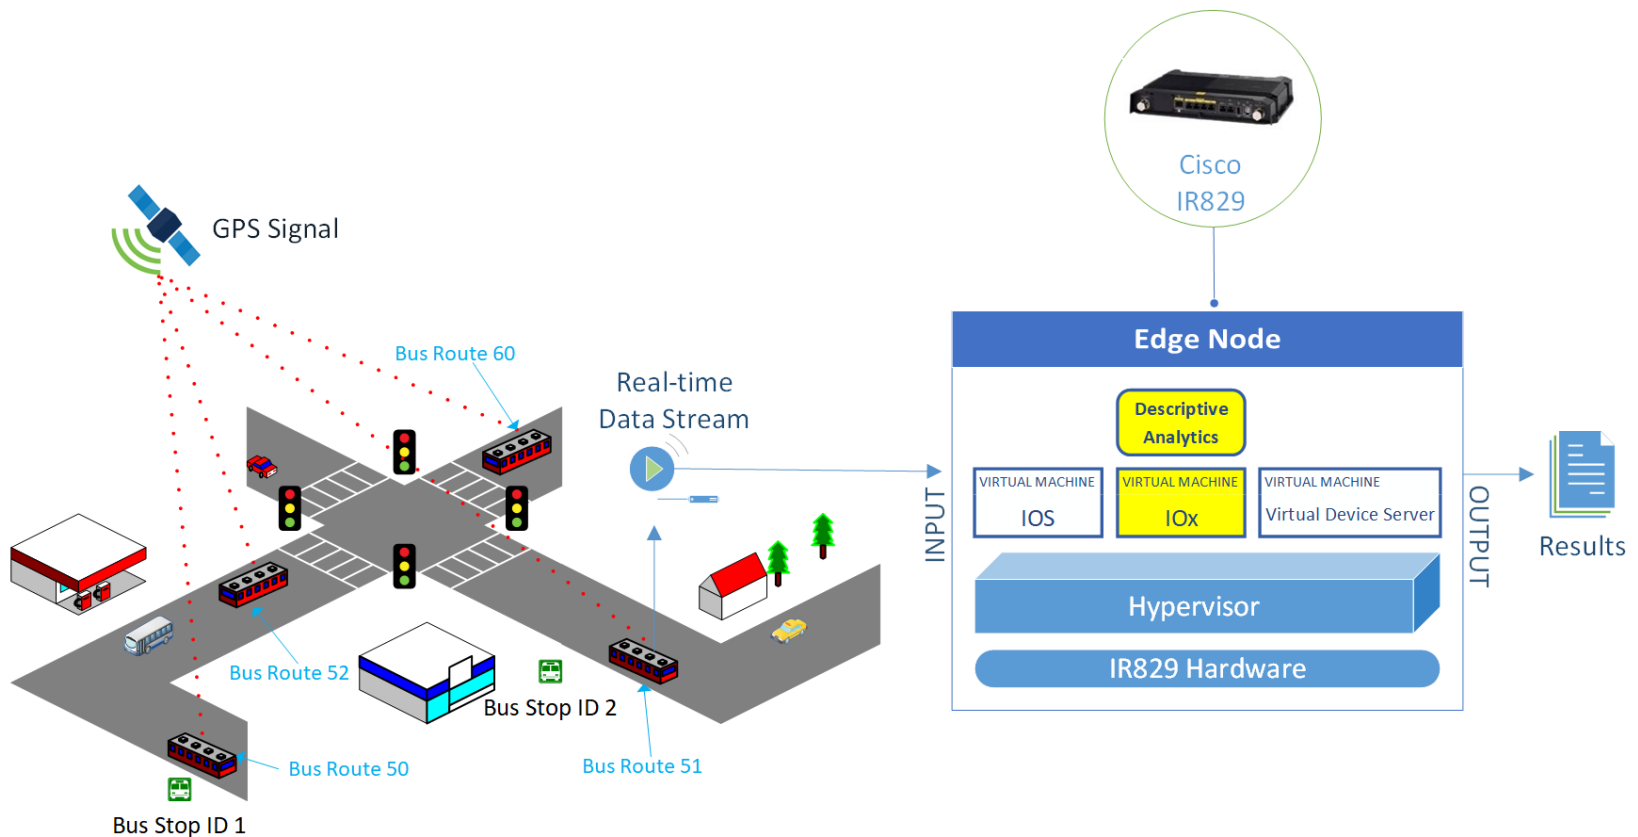 Cisco
IR829
GPS Signal
Bus Route 60
Real-time
Data Stream
Bus Route 52
Bus Stop ID 2
Bus Route 50
Bus Route 51
Bus Stop ID 1
Edge Node
Descriptive
Analytics
INPUT
VIRTUAL MACHINE
IOS
VIRTUAL MACHINE
IOx
VIRTUAL MACHINE
Virtual Device Server
Hypervisor
IR829 Hardware
OUTPUT
Results